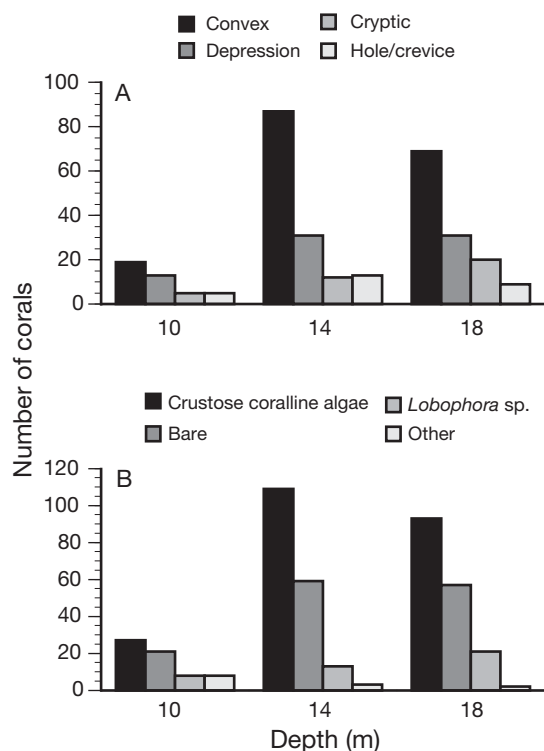 Convex Cryptic
Depression Hole/crevice
A
100
80
60
40
20
0
10 14 18
Number of corals
Crustose coralline algae Lobophora sp.
Bare Other
B
120
100
80
60
40
20
0
10 14 18
Depth (m)